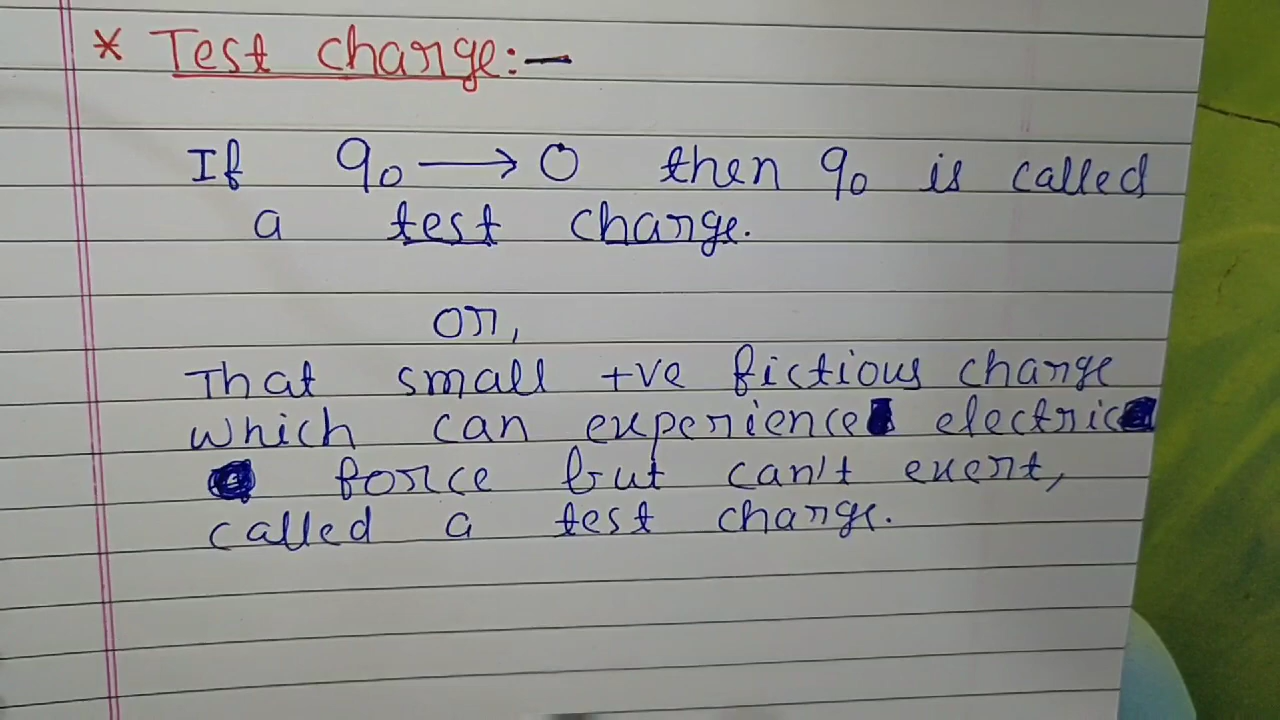 * Test charge:-
If q₀ → 0 then q₀ is called
a test charge.
or,
That small +ve fictious charge
which can experience electric
force but can't exert,
called a test charge.